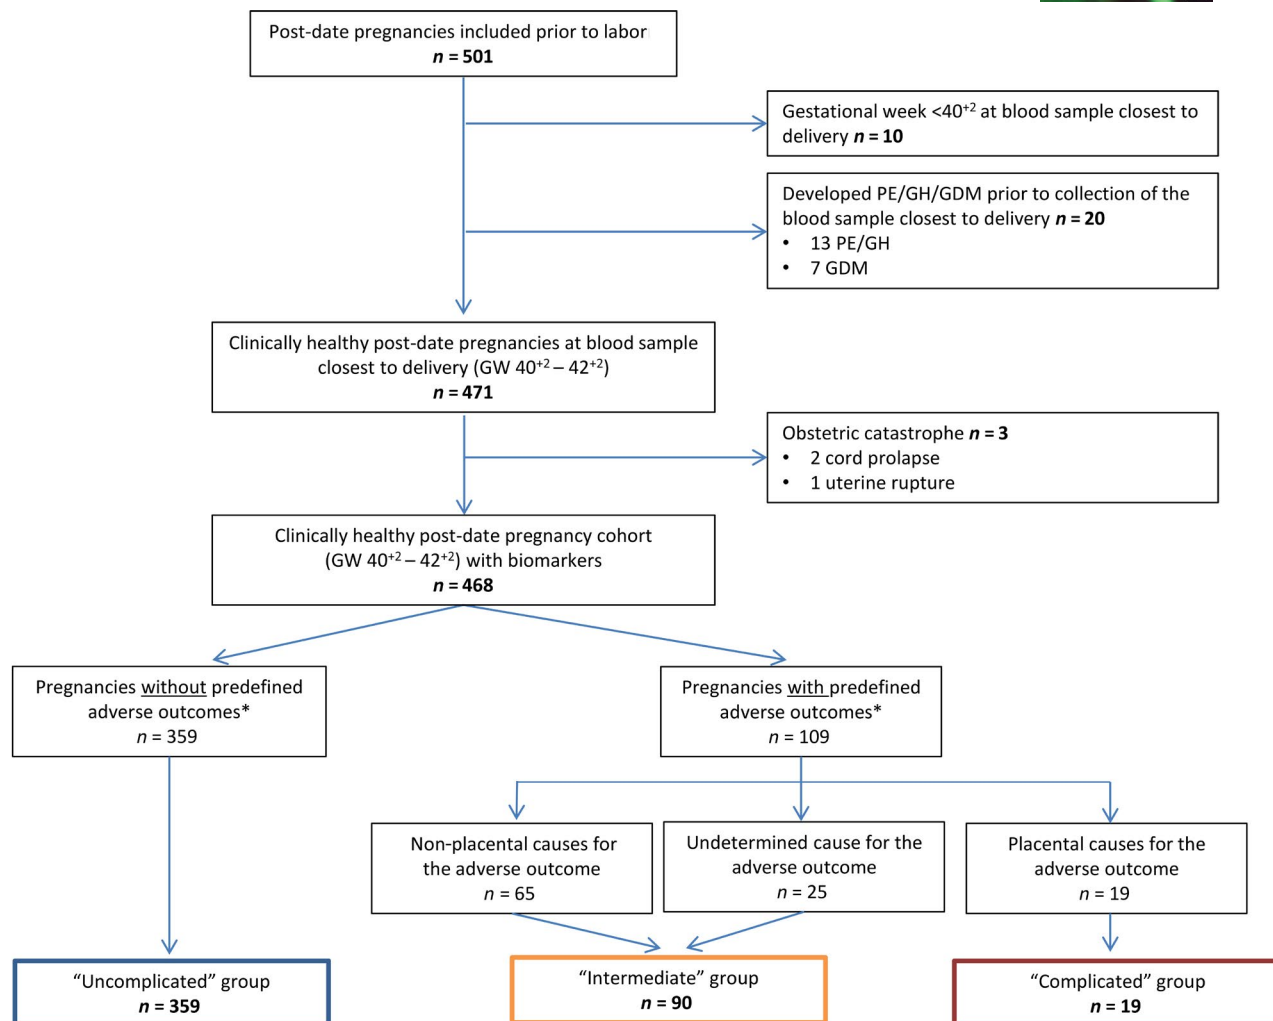 Post-date pregnancies included prior to labor
n = 501
Gestational week <40⁺² at blood sample closest to
delivery n = 10
Developed PE/GH/GDM prior to collection of the
blood sample closest to delivery n = 20
• 13 PE/GH
• 7 GDM
Clinically healthy post-date pregnancies at blood sample
closest to delivery (GW 40⁺² – 42⁺²)
n = 471
Obstetric catastrophe n = 3
• 2 cord prolapse
• 1 uterine rupture
Clinically healthy post-date pregnancy cohort
(GW 40⁺² – 42⁺²) with biomarkers
n = 468
Pregnancies without predefined
adverse outcomes*
n = 359
Pregnancies with predefined
adverse outcomes*
n = 109
Non-placental causes for
the adverse outcome
n = 65
Undetermined cause for the
adverse outcome
n = 25
Placental causes for the
adverse outcome
n = 19
“Uncomplicated” group
n = 359
“Intermediate” group
n = 90
“Complicated” group
n = 19